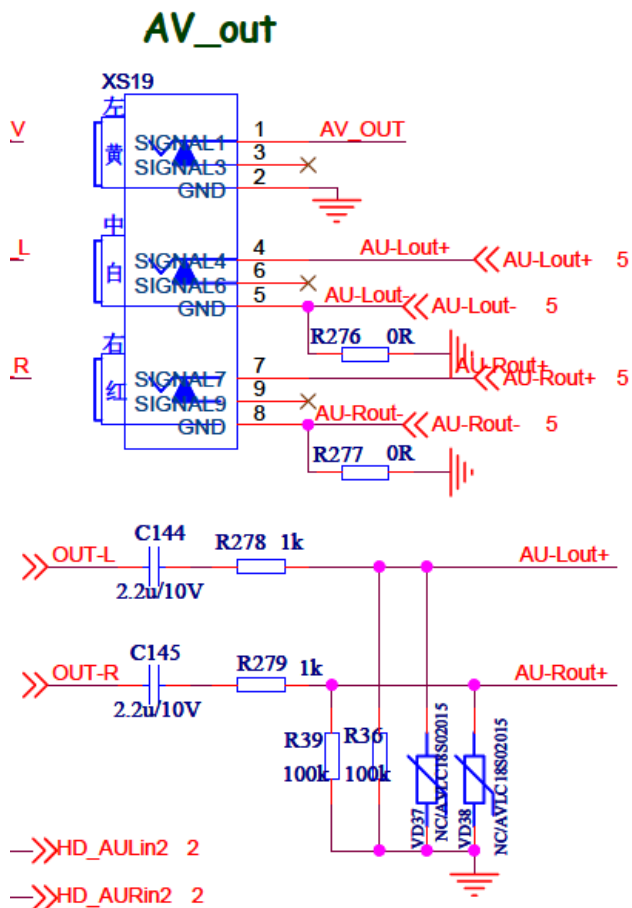 AV_out
XS19
左
V
黄
SIGNAL1 1 AV_OUT
SIGNAL3 3
GND 2
中
L
白
SIGNAL4 4 AU-Lout+ AU-Lout+ 5
SIGNAL6 6
GND 5 AU-Lout- AU-Lout- 5
R276 0R
右
R
红
AU-Rout+
SIGNAL7 7 AU-Rout+ 5
SIGNAL9 9
GND 8 AU-Rout- AU-Rout- 5
R277 0R
C144
OUT-L R278 1k AU-Lout+
2.2u/10V
C145
OUT-R R279 1k AU-Rout+
2.2u/10V
R39 R36
100k 100k
VD37
NC/AVLC18S02015
VD38
NC/AVLC18S02015
HD_AULin2 2
HD_AURin2 2